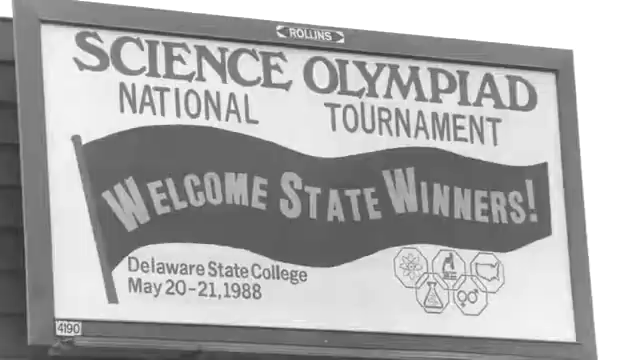 ROLLINS
SCIENCE OLYMPIAD
NATIONAL TOURNAMENT
WELCOME STATE WINNERS!
Delaware State College
May 20-21, 1988
4190